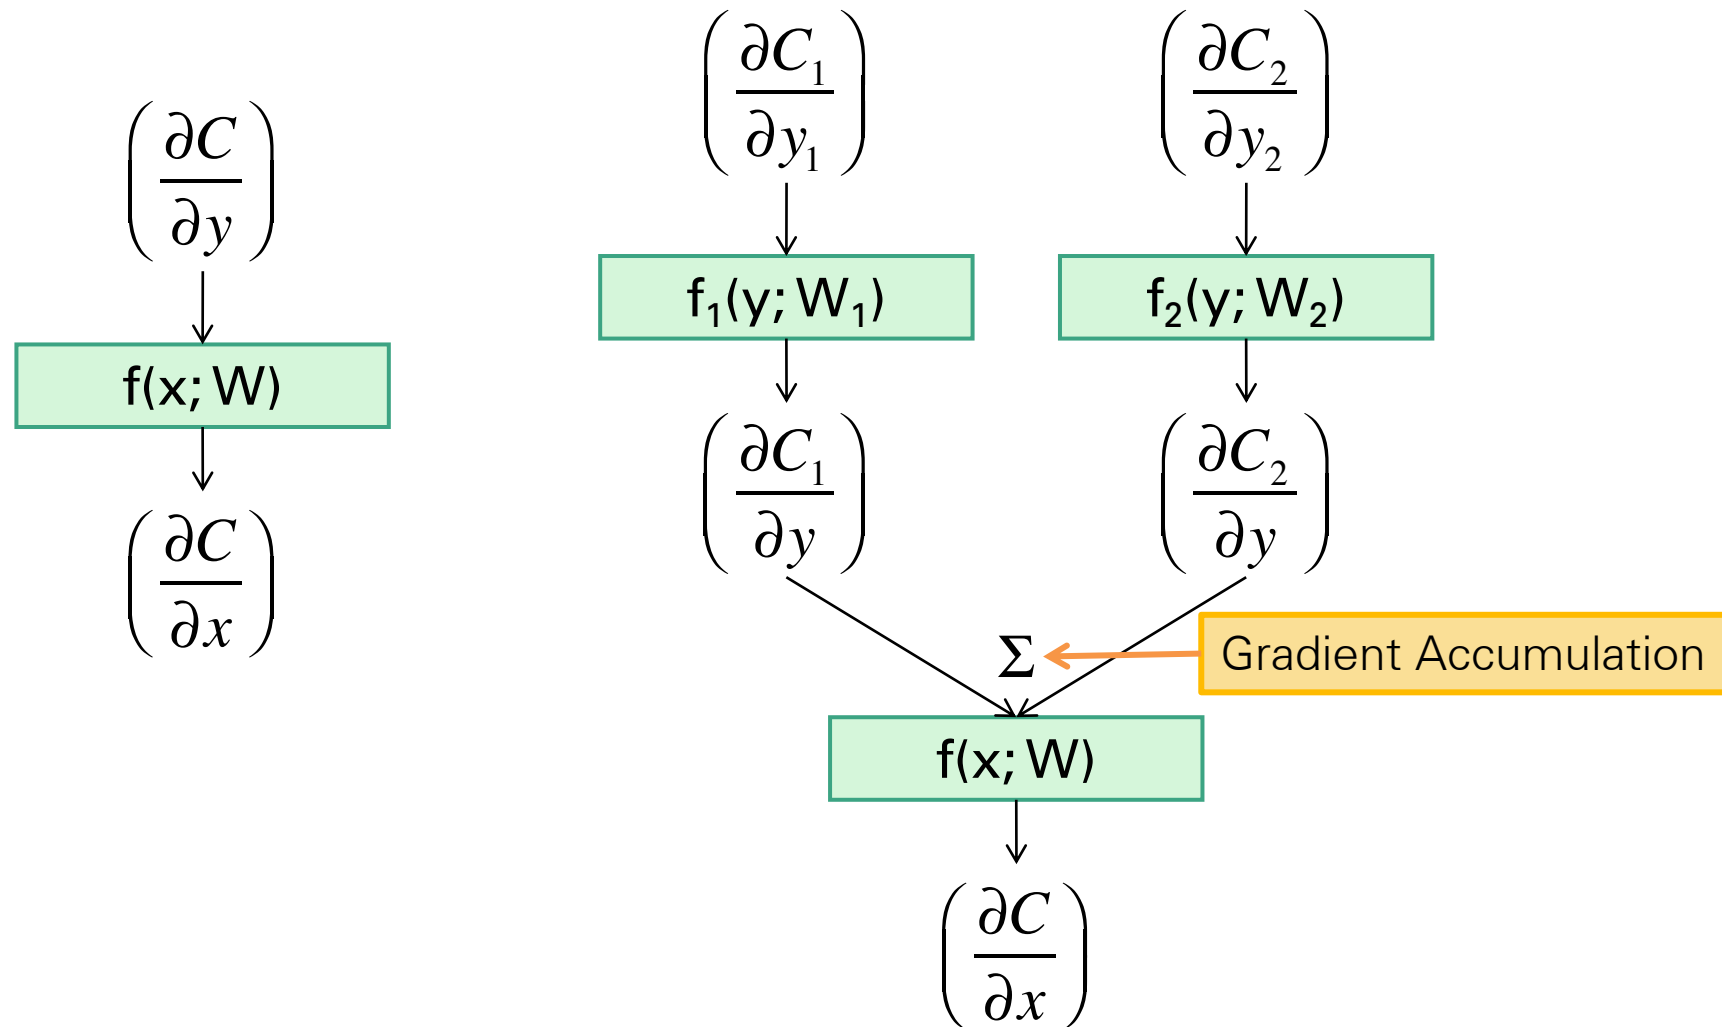 (∂C/∂y)
f(x; W)
(∂C/∂x)
(∂C₁/∂y₁)
(∂C₂/∂y₂)
f₁(y; W₁)
f₂(y; W₂)
(∂C₁/∂y)
(∂C₂/∂y)
Σ
Gradient Accumulation
f(x; W)
(∂C/∂x)